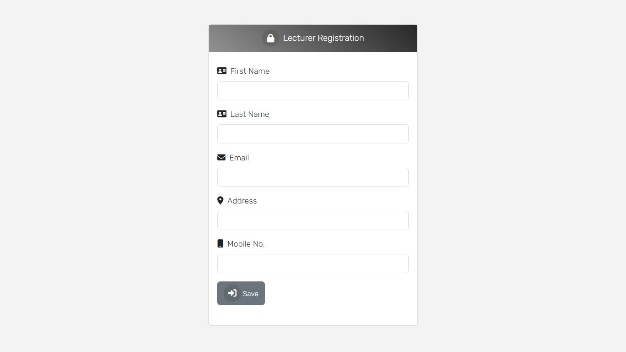 Lecturer Registration
First Name
Last Name
Email
Address
Mobile No.
Save